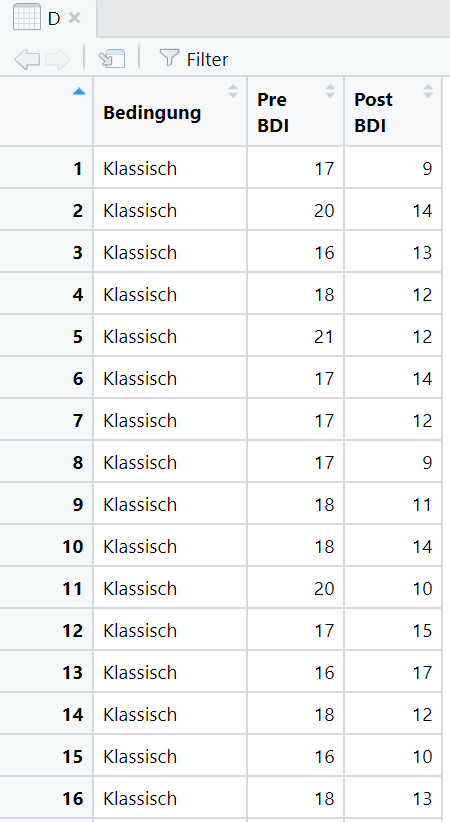 D
Filter
Bedingung Pre BDI Post BDI
1 Klassisch 17 9
2 Klassisch 20 14
3 Klassisch 16 13
4 Klassisch 18 12
5 Klassisch 21 12
6 Klassisch 17 14
7 Klassisch 17 12
8 Klassisch 17 9
9 Klassisch 18 11
10 Klassisch 18 14
11 Klassisch 20 10
12 Klassisch 17 15
13 Klassisch 16 17
14 Klassisch 18 12
15 Klassisch 16 10
16 Klassisch 18 13